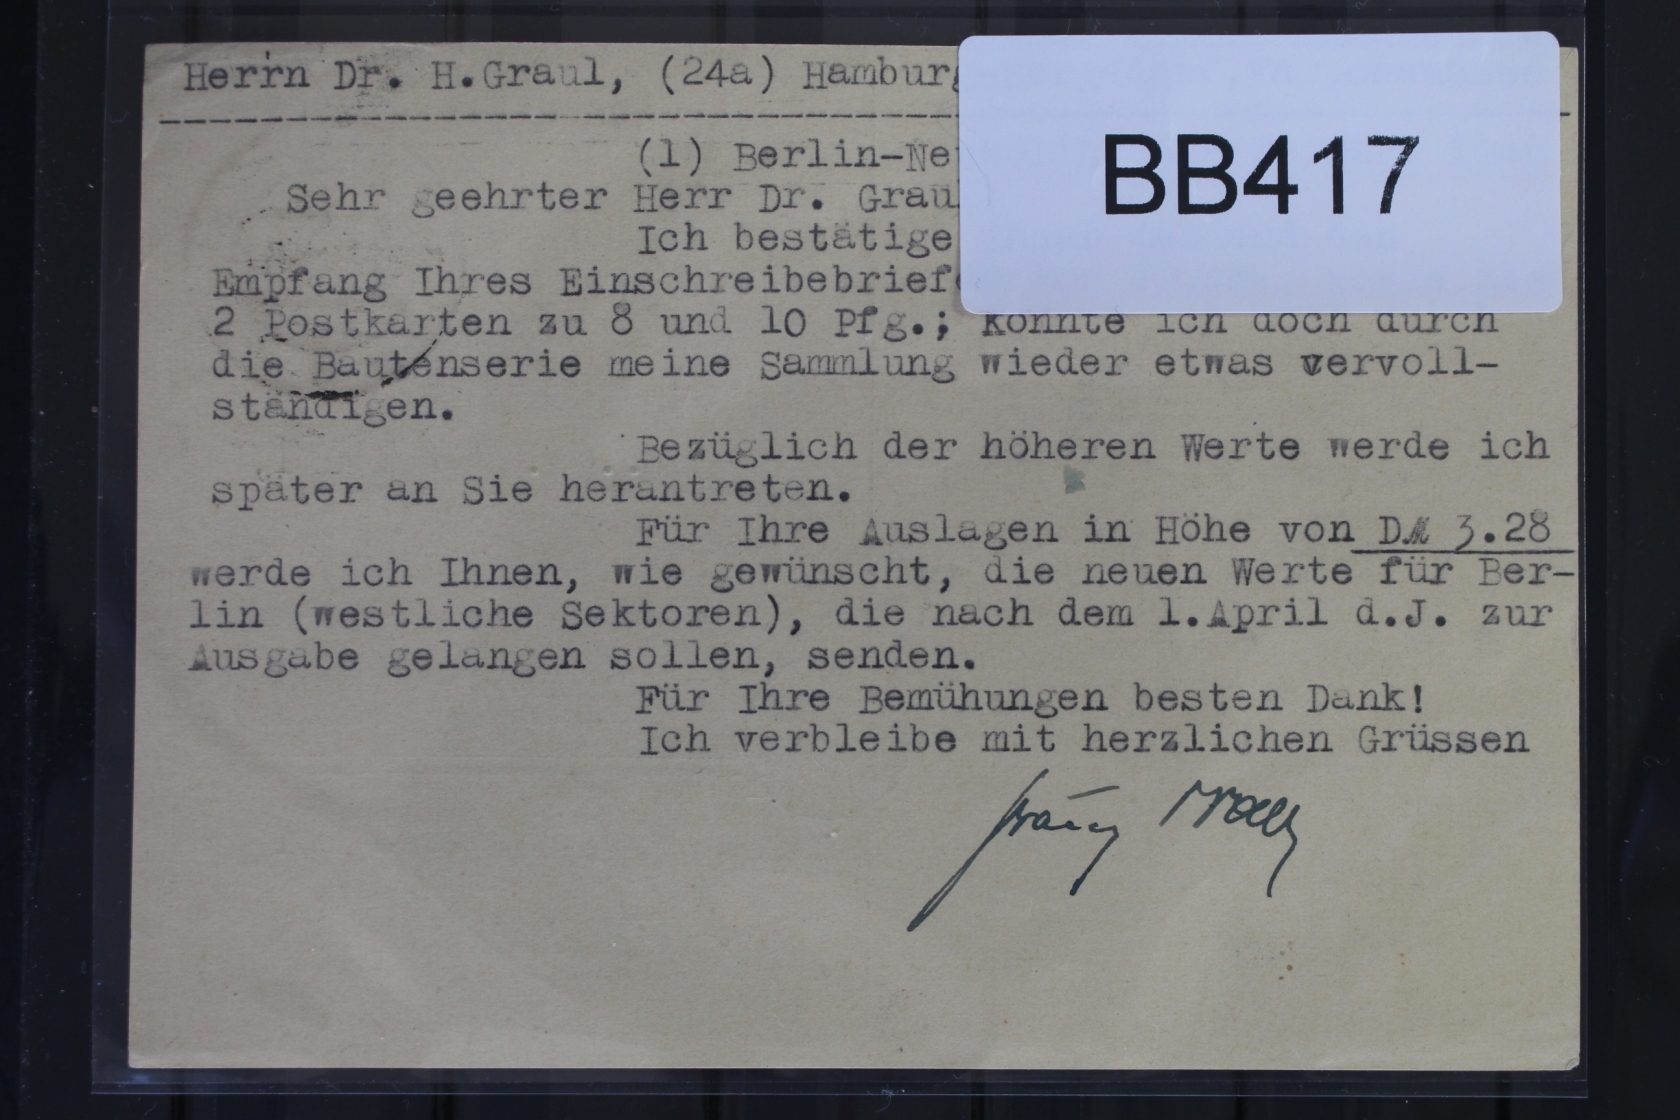 Herrn Dr. H.Graul, (24a) Hamburg
BB417
(1) Berlin-Ne
Sehr geehrter Herr Dr. Graul
Ich bestätige
Empfang Ihres Einschreibebriefe
2 Postkarten zu 8 und 10 Pfg.; konnte ich doch durch
die Bautenserie meine Sammlung wieder etwas vervoll-
ständigen.
Bezüglich der höheren Werte werde ich
später an Sie herantreten.
Für Ihre Auslagen in Höhe von DM 3.28
werde ich Ihnen, wie gewünscht, die neuen Werte für Ber-
lin (westliche Sektoren), die nach dem 1.April d.J. zur
Ausgabe gelangen sollen, senden.
Für Ihre Bemühungen besten Dank!
Ich verbleibe mit herzlichen Grüssen